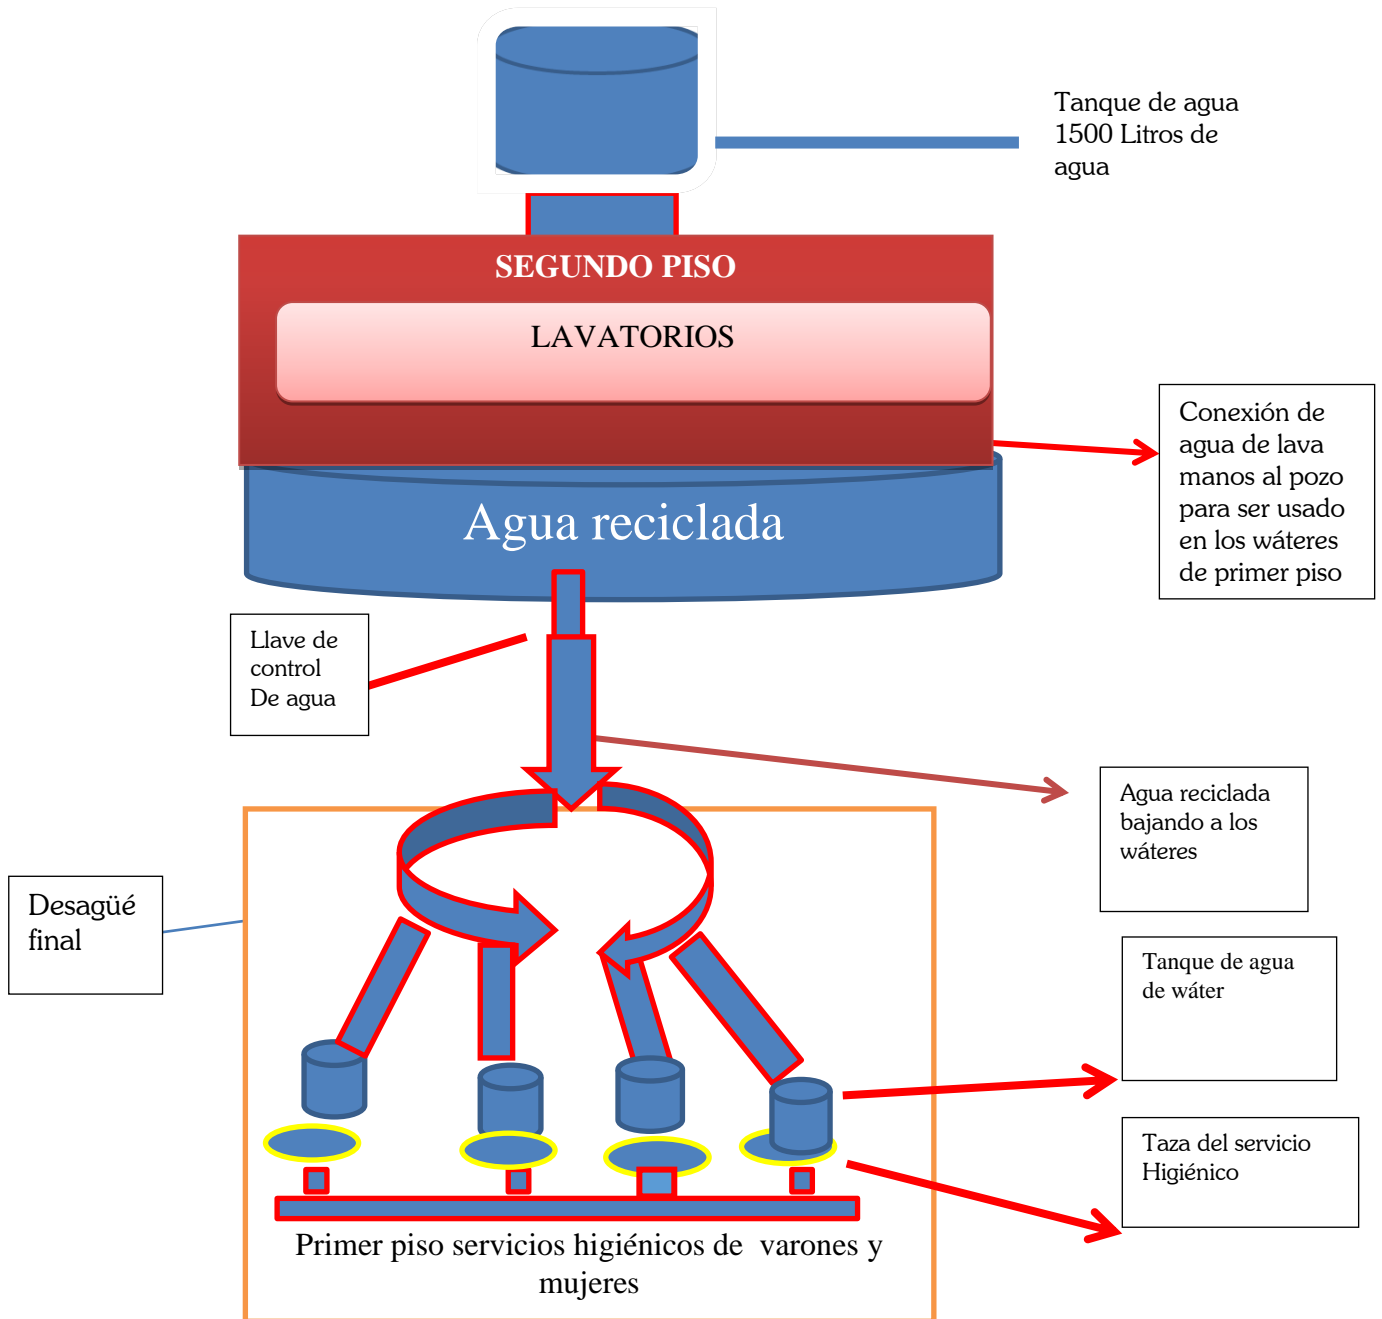 Tanque de agua
1500 Litros de
agua
SEGUNDO PISO
LAVATORIOS
Conexión de
agua de lava
manos al pozo
para ser usado
en los wáteres
de primer piso
Agua reciclada
Llave de
control
De agua
Agua reciclada
bajando a los
wáteres
Desagüé
final
Tanque de agua
de wáter
Taza del servicio
Higiénico
Primer piso servicios higiénicos de  varones y
mujeres